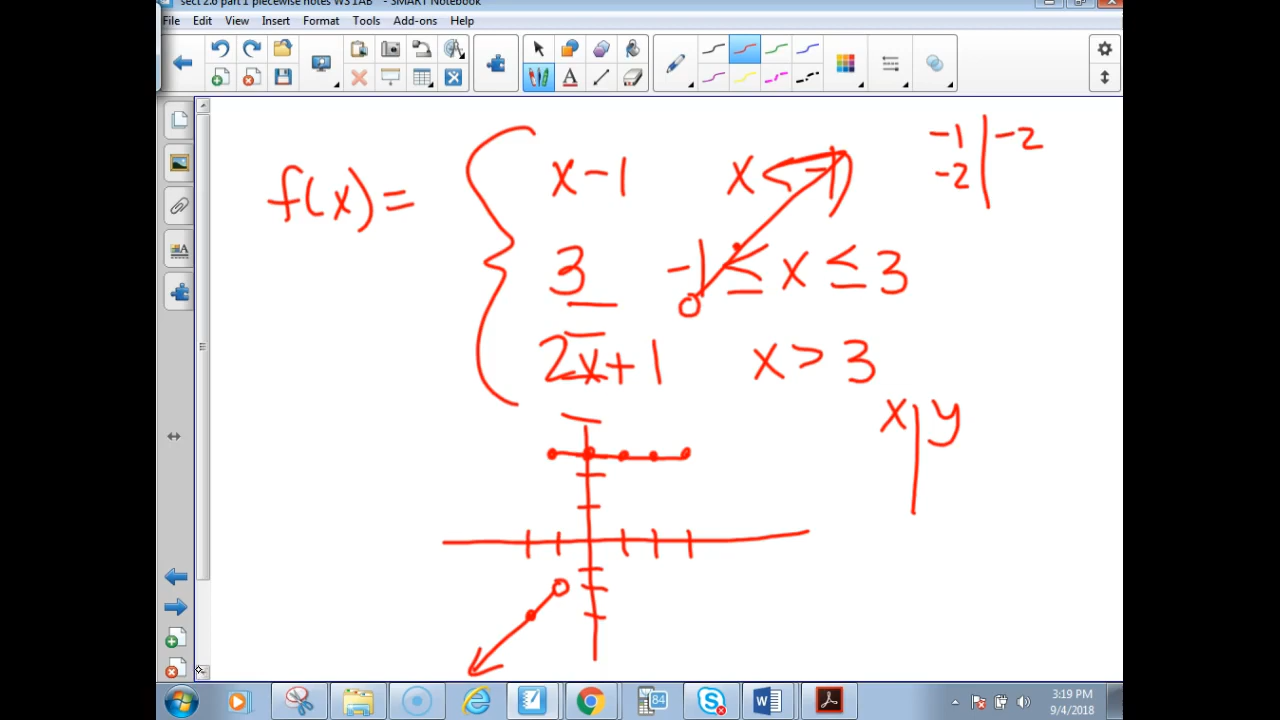 sect 2.6 part 1 piecewise notes WS 1AB - SMART Notebook
File Edit View Insert Format Tools Add-ons Help
f(x) = { x-1 x < -1
3 -1 ≤ x ≤ 3
2x+1 x > 3
-1 | -2
-2 |
x | y
84
3:19 PM
9/4/2018